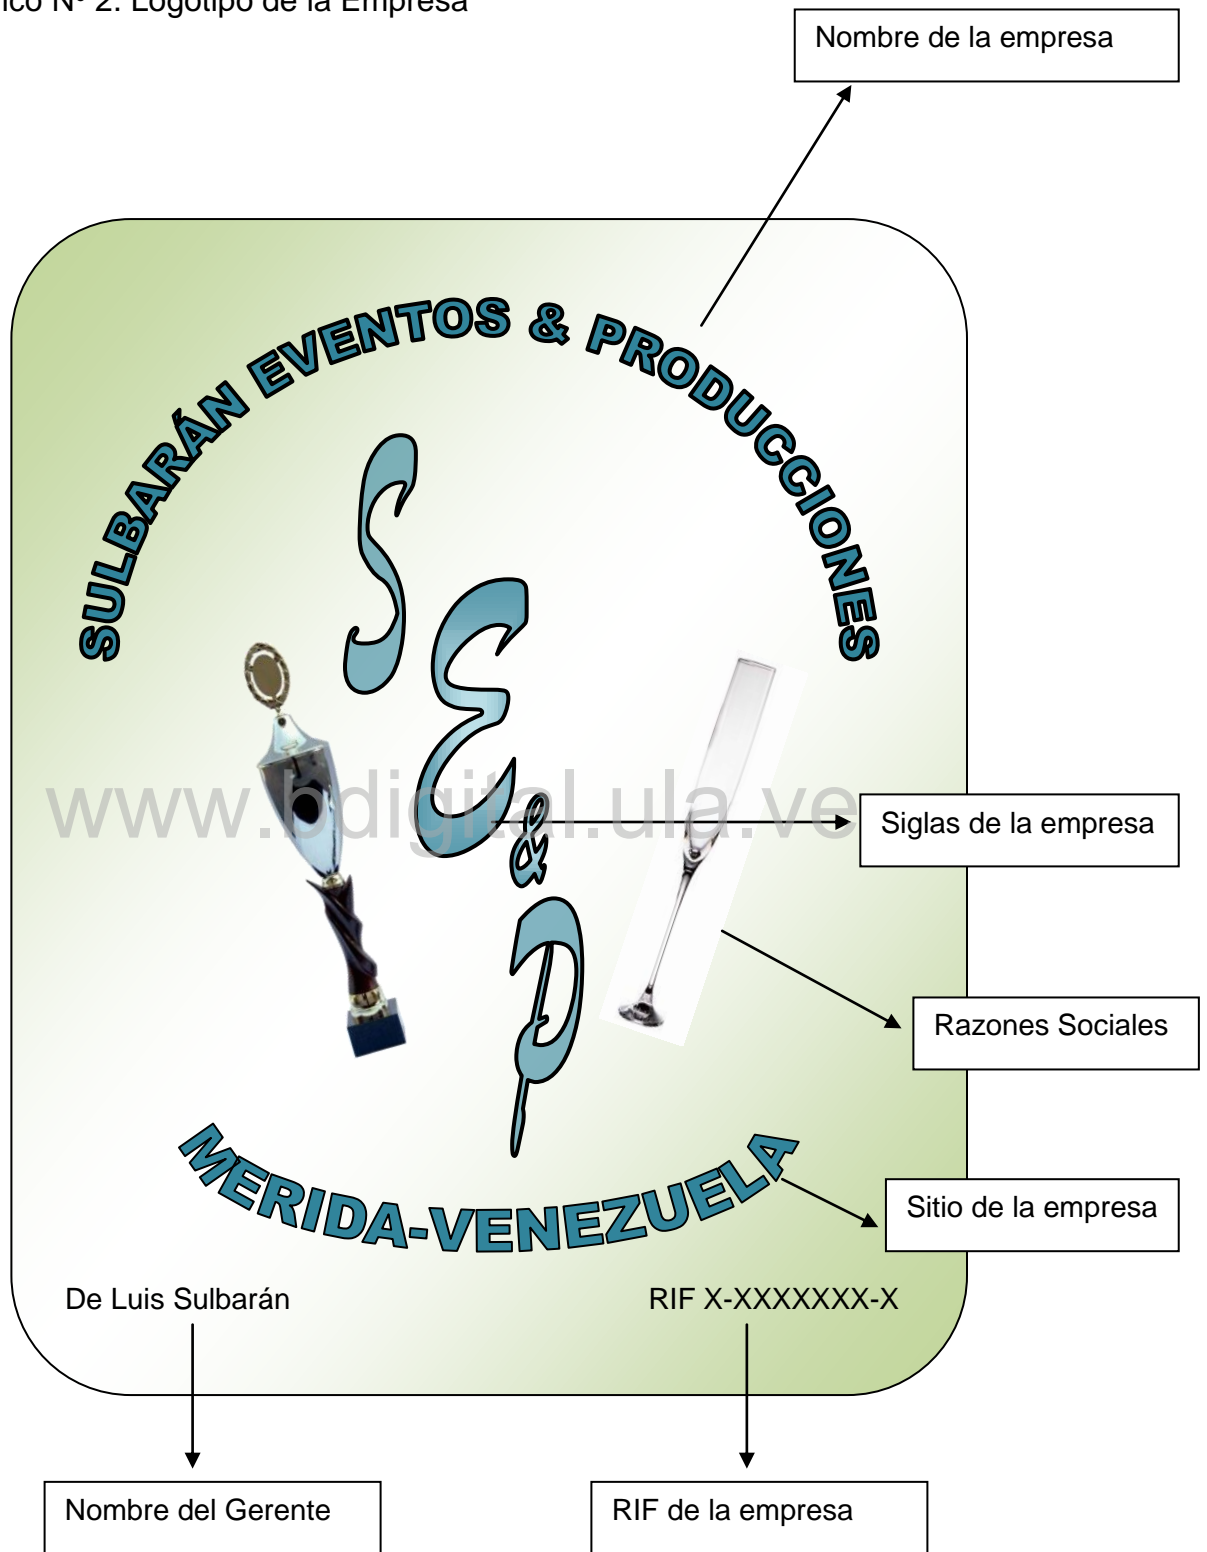 ico N° 2. Logotipo de la Empresa
Nombre de la empresa
SULBARÁN EVENTOS & PRODUCCIONES
S
E
&
P
www.bdigital.ula.ve
Siglas de la empresa
Razones Sociales
MERIDA-VENEZUELA
Sitio de la empresa
De Luis Sulbarán
RIF X-XXXXXXX-X
Nombre del Gerente
RIF de la empresa